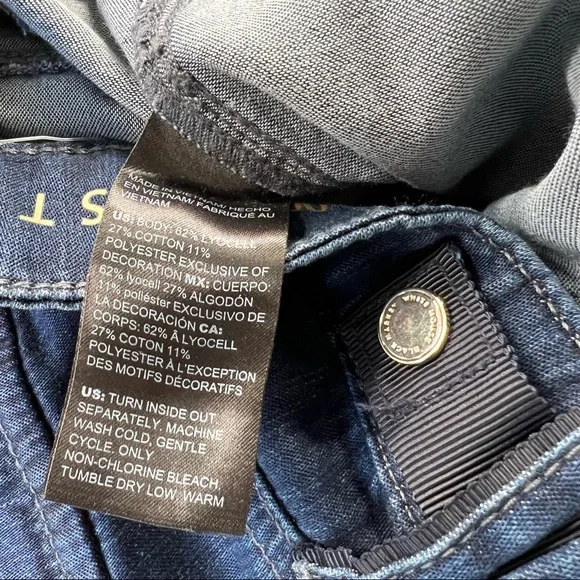 MADE IN VIETNAM/ HECHO
EN VIETNAM/ FABRIQUE AU
VIETNAM
US: BODY: 62% LYOCELL
27% COTTON 11%
POLYESTER EXCLUSIVE OF
DECORATION MX: CUERPO:
62% lyocell 27% ALGODÓN
11% poliéster EXCLUSIVO DE
LA DECORACIÓN CA:
CORPS: 62% À LYOCELL
27% COTTON 11%
POLYESTER À L'EXCEPTION
DES MOTIFS DÉCORATIFS
US: TURN INSIDE OUT
SEPARATELY. MACHINE
WASH COLD, GENTLE
CYCLE. ONLY
NON-CHLORINE BLEACH,
TUMBLE DRY LOW WARM
WHITE HOUSE BLACK MARKET
ST